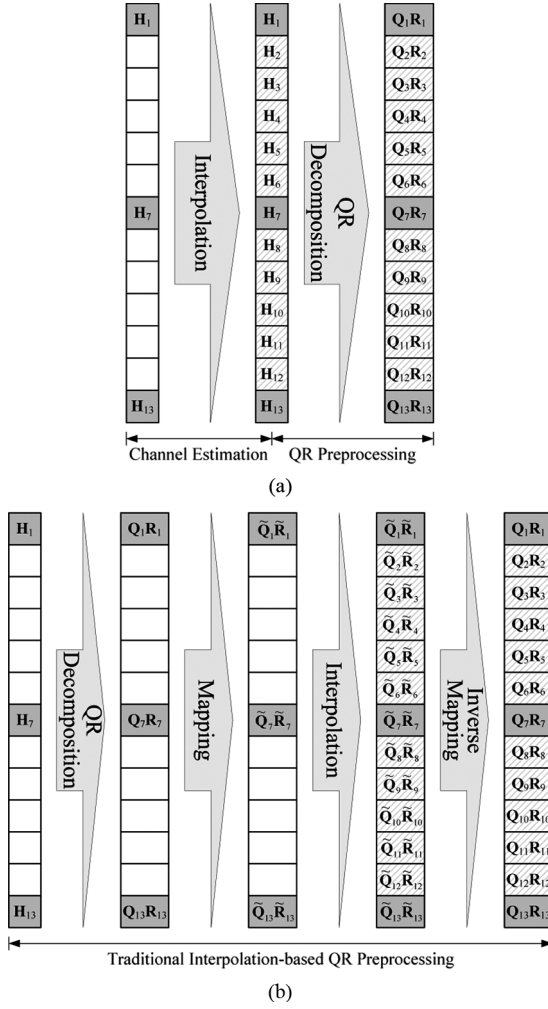 H₁ H₁ Q₁R₁
H₂ Q₂R₂
H₃ Q₃R₃
H₄ Q₄R₄
H₅ Q₅R₅
H₆ Q₆R₆
H₇ H₇ Q₇R₇
H₈ Q₈R₈
H₉ Q₉R₉
H₁₀ Q₁₀R₁₀
H₁₁ Q₁₁R₁₁
H₁₂ Q₁₂R₁₂
H₁₃ H₁₃ Q₁₃R₁₃
Interpolation
QR
Decomposition
Channel Estimation QR Preprocessing
(a)
H₁ Q₁R₁ Q̃₁R̃₁ Q̃₁R̃₁ Q₁R₁
Q̃₂R̃₂ Q₂R₂
Q̃₃R̃₃ Q₃R₃
Q̃₄R̃₄ Q₄R₄
Q̃₅R̃₅ Q₅R₅
Q̃₆R̃₆ Q₆R₆
H₇ Q₇R₇ Q̃₇R̃₇ Q̃₇R̃₇ Q₇R₇
Q̃₈R̃₈ Q₈R₈
Q̃₉R̃₉ Q₉R₉
Q̃₁₀R̃₁₀ Q₁₀R₁₀
Q̃₁₁R̃₁₁ Q₁₁R₁₁
Q̃₁₂R̃₁₂ Q₁₂R₁₂
H₁₃ Q₁₃R₁₃ Q̃₁₃R̃₁₃ Q̃₁₃R̃₁₃ Q₁₃R₁₃
QR
Decomposition
Mapping
Interpolation
Inverse
Mapping
Traditional Interpolation-based QR Preprocessing
(b)